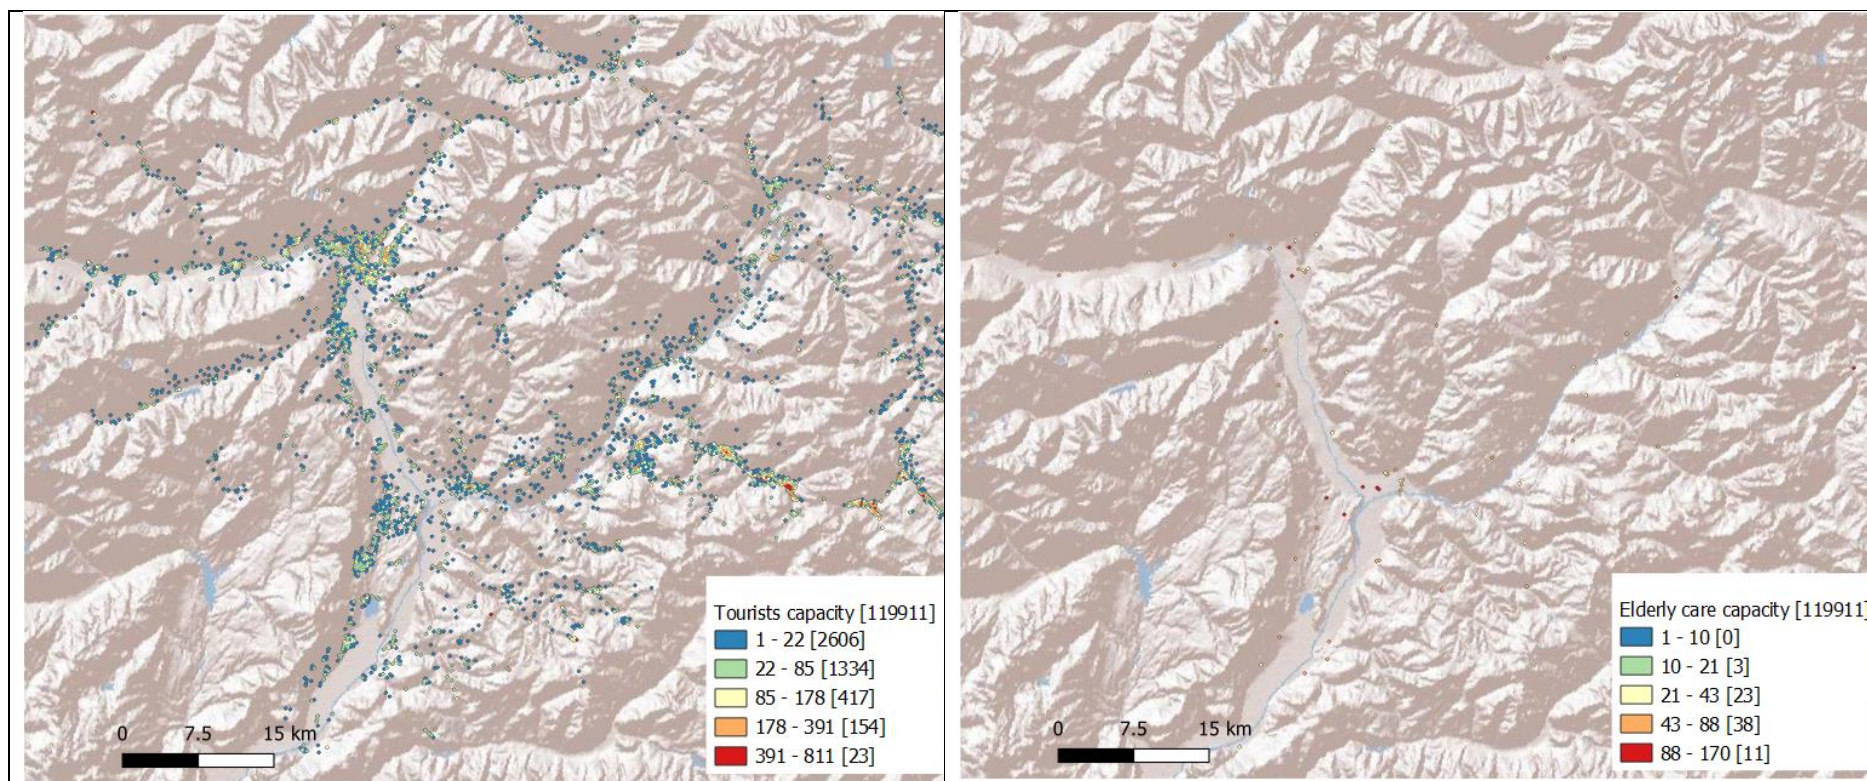 Tourists capacity [119911]
1 - 22 [2606]
22 - 85 [1334]
85 - 178 [417]
178 - 391 [154]
391 - 811 [23]
0 7.5 15 km
Elderly care capacity [119911]
1 - 10 [0]
10 - 21 [3]
21 - 43 [23]
43 - 88 [38]
88 - 170 [11]
0 7.5 15 km